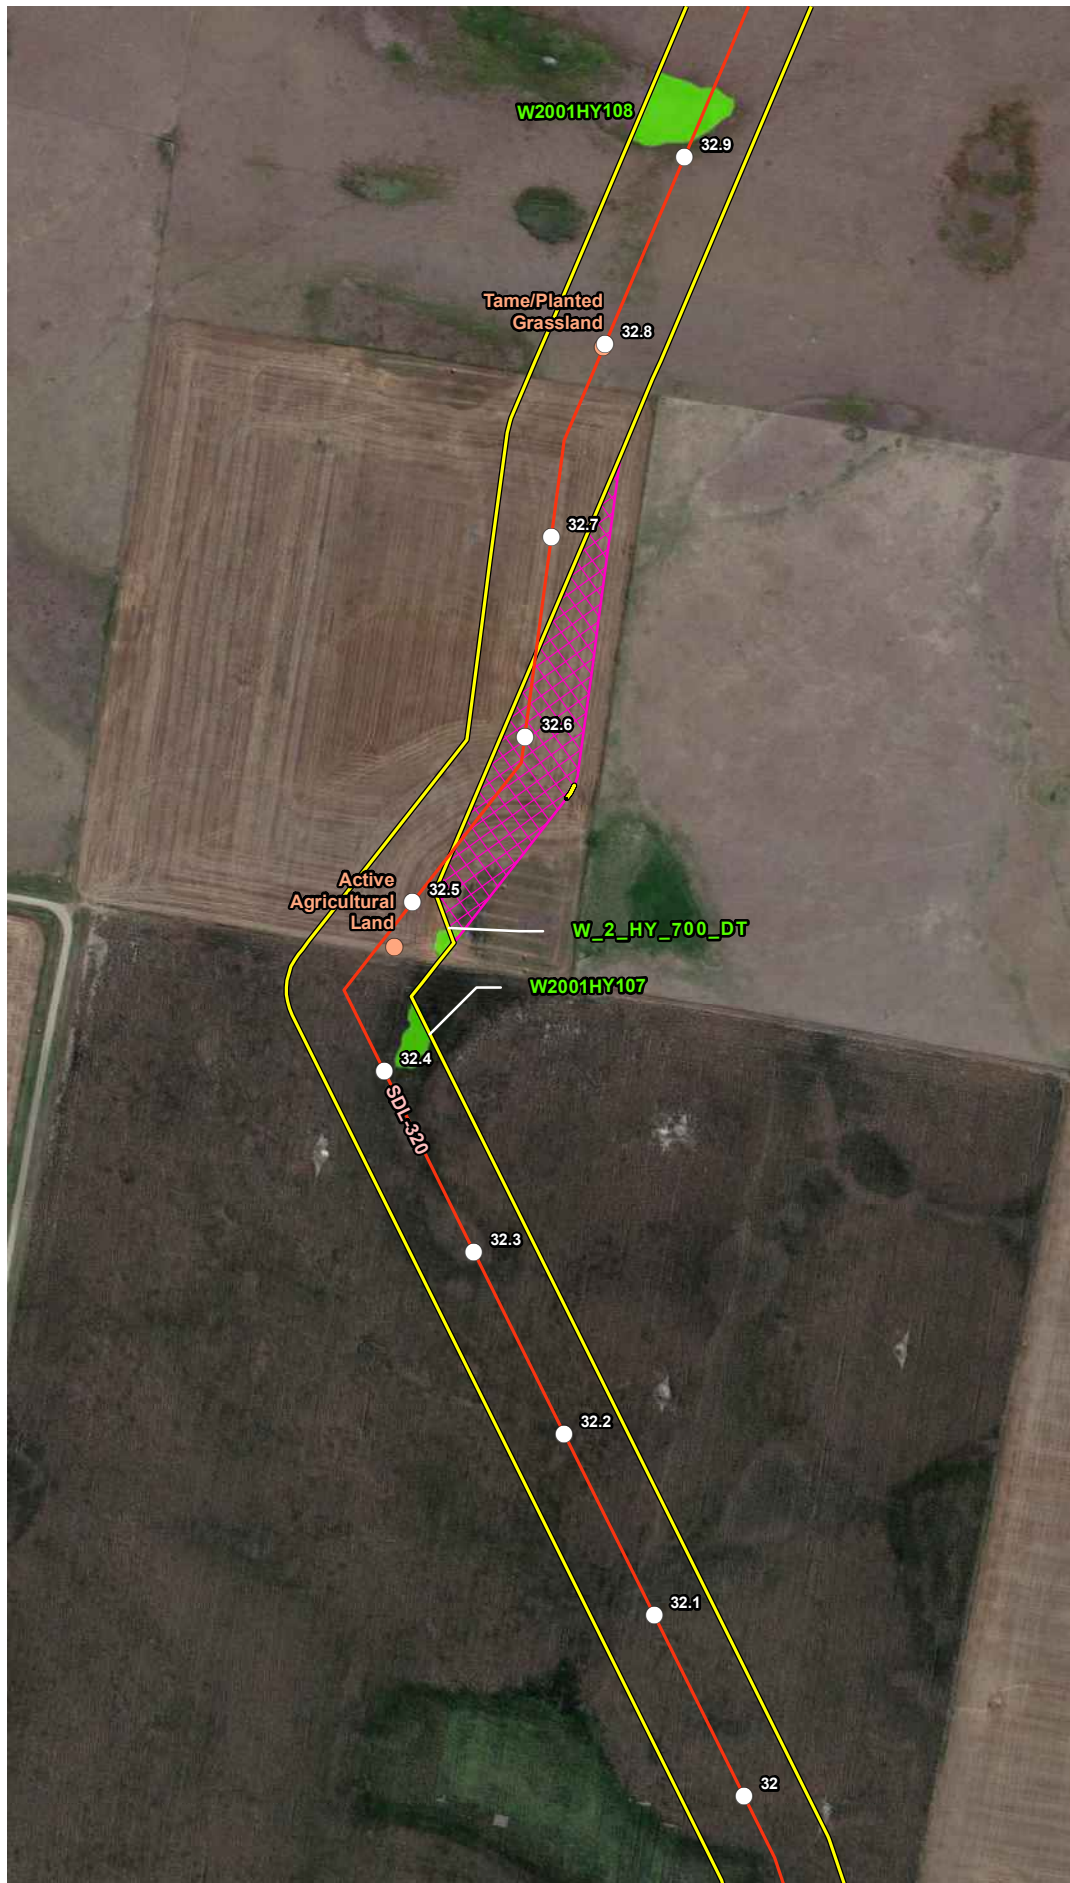 W2001HY108
32.9
Tame/Planted
Grassland
32.8
32.7
32.6
Active
Agricultural
Land
32.5
W_2_HY_700_DT
W2001HY107
32.4
SDL-320
32.3
32.2
32.1
32